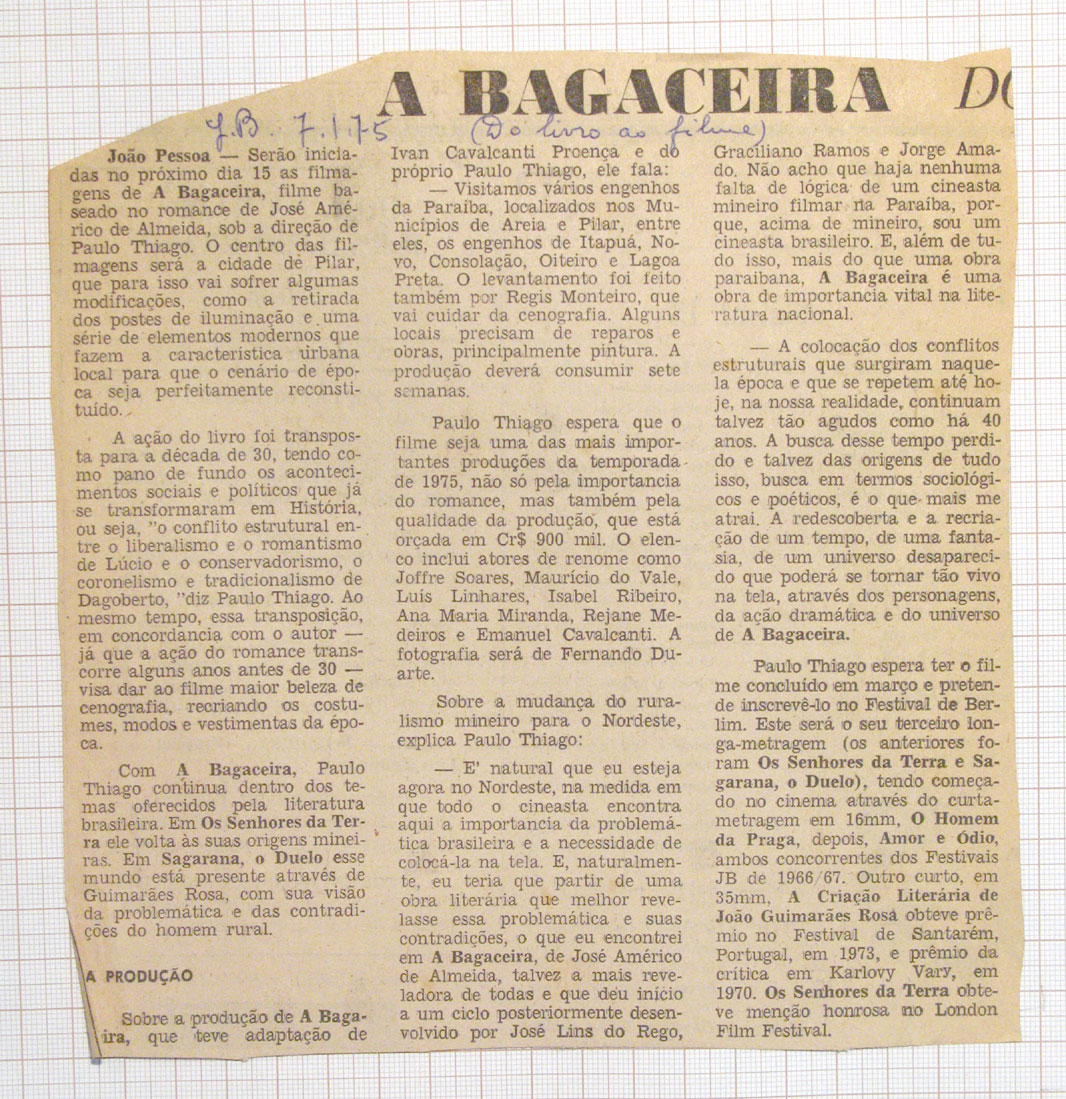 A BAGACEIRA DO
J.B. 7.1.75 (Do livro ao filme)
João Pessoa — Serão inicia-
das no próximo dia 15 as filma-
gens de A Bagaceira, filme ba-
seado no romance de José Amé-
rico de Almeida, sob a direção de
Paulo Thiago. O centro das fil-
magens será a cidade de Pilar,
que para isso vai sofrer algumas
modificações, como a retirada
dos postes de iluminação e uma
série de elementos modernos que
fazem a característica urbana
local para que o cenário de épo-
ca seja perfeitamente reconsti-
tuído.
A ação do livro foi transpos-
ta para a década de 30, tendo co-
mo pano de fundo os aconteci-
mentos sociais e políticos que já
se transformaram em História,
ou seja, "o conflito estrutural en-
tre o liberalismo e o romantismo
de Lúcio e o conservadorismo, o
coronelismo e tradicionalismo de
Dagoberto, "diz Paulo Thiago. Ao
mesmo tempo, essa transposição,
em concordancia com o autor —
já que a ação do romance trans-
corre alguns anos antes de 30 —
visa dar ao filme maior beleza de
cenografia, recriando os costu-
mes, modos e vestimentas da épo-
ca.
Com A Bagaceira, Paulo
Thiago continua dentro dos te-
mas oferecidos pela literatura
brasileira. Em Os Senhores da Ter-
ra ele volta às suas origens minei-
ras. Em Sagarana, o Duelo esse
mundo está presente através de
Guimarães Rosa, com sua visão
da problemática e das contradi-
ções do homem rural.
A PRODUÇÃO
Sobre a produção de A Baga-
ira, que teve adaptação de
Ivan Cavalcanti Proença e do
próprio Paulo Thiago, ele fala:
— Visitamos vários engenhos
da Paraíba, localizados nos Mu-
nicípios de Areia e Pilar, entre
eles, os engenhos de Itapuá, No-
vo, Consolação, Oiteiro e Lagoa
Preta. O levantamento foi feito
também por Regis Monteiro, que
vai cuidar da cenografia. Alguns
locais precisam de reparos e
obras, principalmente pintura. A
produção deverá consumir sete
semanas.
Paulo Thiago espera que o
filme seja uma das mais impor-
tantes produções da temporada
de 1975, não só pela importancia
do romance, mas também pela
qualidade da produção, que está
orçada em Cr$ 900 mil. O elen-
co inclui atores de renome como
Joffre Soares, Maurício do Vale,
Luís Linhares, Isabel Ribeiro,
Ana Maria Miranda, Rejane Me-
deiros e Emanuel Cavalcanti. A
fotografia será de Fernando Du-
arte.
Sobre a mudança do rura-
lismo mineiro para o Nordeste,
explica Paulo Thiago:
— E' natural que eu esteja
agora no Nordeste, na medida em
que todo o cineasta encontra
aqui a importancia da problemá-
tica brasileira e a necessidade de
colocá-la na tela. E, naturalmen-
te, eu teria que partir de uma
obra literária que melhor reve-
lasse essa problemática e suas
contradições, o que eu encontrei
em A Bagaceira, de José Américo
de Almeida, talvez a mais reve-
ladora de todas e que deu início
a um ciclo posteriormente desen-
volvido por José Lins do Rego,
Graciliano Ramos e Jorge Ama-
do. Não acho que haja nenhuma
falta de lógica de um cineasta
mineiro filmar na Paraíba, por-
que, acima de mineiro, sou um
cineasta brasileiro. E, além de tu-
do isso, mais do que uma obra
paraibana, A Bagaceira é uma
obra de importancia vital na lite-
ratura nacional.
— A colocação dos conflitos
estruturais que surgiram naque-
la época e que se repetem até ho-
je, na nossa realidade, continuam
talvez tão agudos como há 40
anos. A busca desse tempo perdi-
do e talvez das origens de tudo
isso, busca em termos sociológi-
cos e poéticos, é o que mais me
atrai. A redescoberta e a recria-
ção de um tempo, de uma fanta-
sia, de um universo desapareci-
do que poderá se tornar tão vivo
na tela, através dos personagens,
da ação dramática e do universo
de A Bagaceira.
Paulo Thiago espera ter o fil-
me concluído em março e preten-
de inscrevê-lo no Festival de Ber-
lim. Este será o seu terceiro lon-
ga-metragem (os anteriores fo-
ram Os Senhores da Terra e Sa-
garana, o Duelo), tendo começa-
do no cinema através do curta-
metragem em 16mm, O Homem
da Praga, depois, Amor e Ódio,
ambos concorrentes dos Festivais
JB de 1966/67. Outro curto, em
35mm, A Criação Literária de
João Guimarães Rosa obteve prê-
mio no Festival de Santarém,
Portugal, em 1973, e prêmio da
crítica em Karlovy Vary, em
1970. Os Senhores da Terra obte-
ve menção honrosa no London
Film Festival.